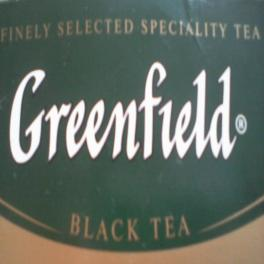 FINELY SELECTED SPECIALITY TEA
Greenfield®
BLACK TEA